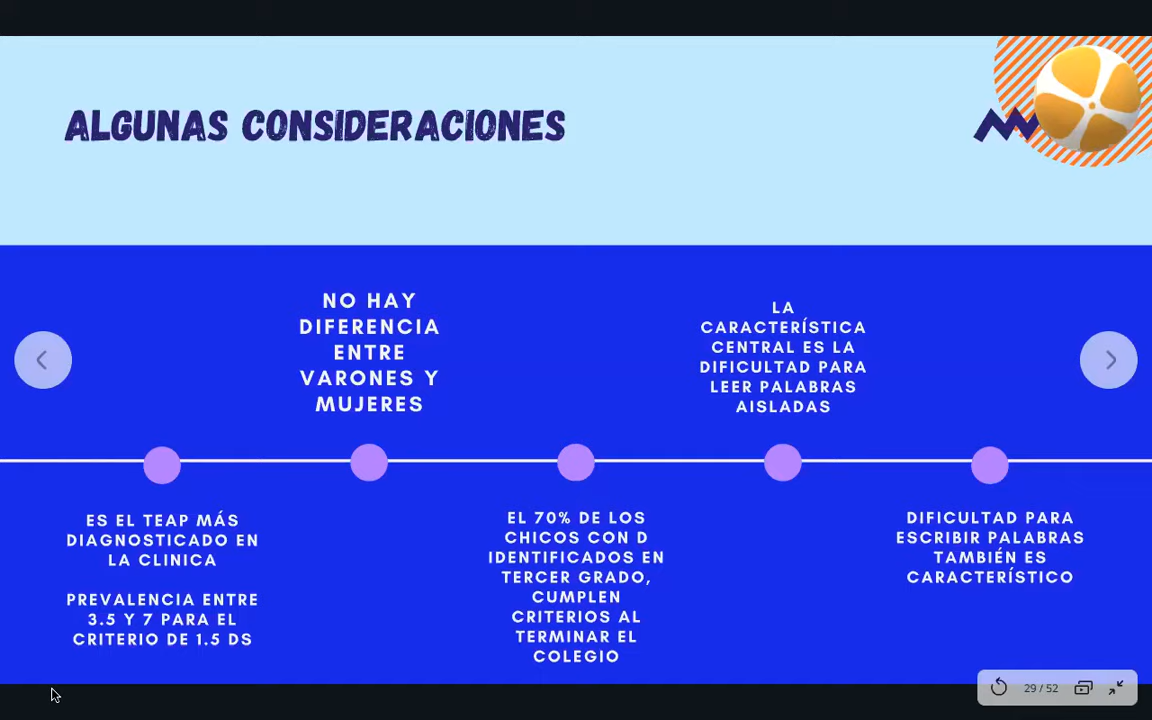 ALGUNAS CONSIDERACIONES
NO HAY
DIFERENCIA
ENTRE
VARONES Y
MUJERES
LA
CARACTERÍSTICA
CENTRAL ES LA
DIFICULTAD PARA
LEER PALABRAS
AISLADAS
ES EL TEAP MÁS
DIAGNOSTICADO EN
LA CLINICA
PREVALENCIA ENTRE
3.5 Y 7 PARA EL
CRITERIO DE 1.5 DS
EL 70% DE LOS
CHICOS CON D
IDENTIFICADOS EN
TERCER GRADO,
CUMPLEN
CRITERIOS AL
TERMINAR EL
COLEGIO
DIFICULTAD PARA
ESCRIBIR PALABRAS
TAMBIÉN ES
CARACTERÍSTICO
29 / 52